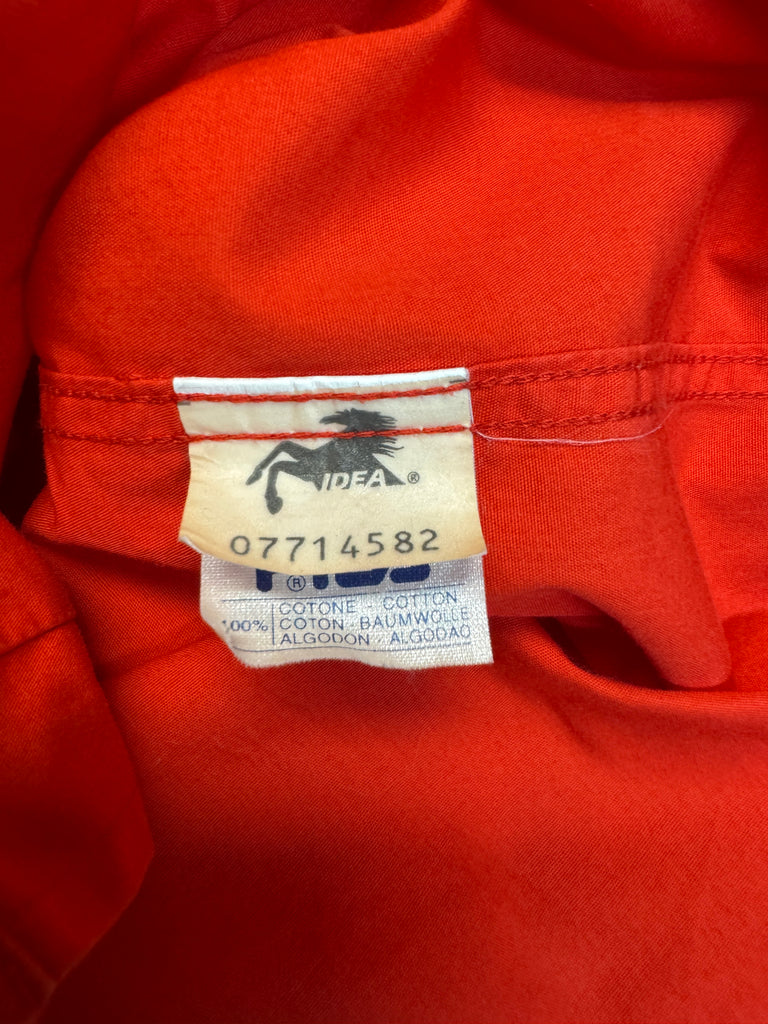 IDEA ®
07714582
®
100%
COTONE - COTTON
COTON - BAUMWOLLE
ALGODON - ALGODAO